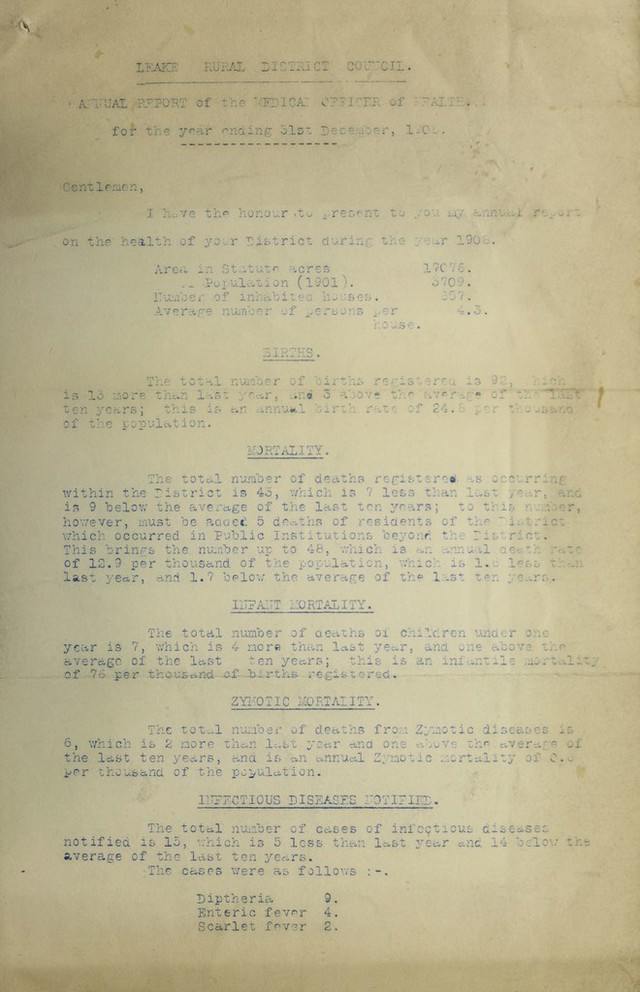 LEAKE RURAL DISTRICT COUNCIL.
ANNUAL REPORT of the MEDICAL OFFICER of HEALTH.
for the year ending 31st December,
Gentlemen,
I have the honour to present to you my annual report
on the health of your District during the year 1908.
Area in Statute acres 17076.
Population (1901). 3709.
Number of inhabited houses. 857.
Average number of persons per 4.3.
house.
BIRTHS.
The total number of births registered is 92, which
is 13 more than last year, and 3 above the average of the last
ten years; this is an annual birth rate of 24.8 per thousand
of the population.
MORTALITY.
The total number of deaths registered as occurring
within the District is 43, which is 7 less than last year, and
is 9 below the average of the last ten years; to this number,
however, must be added 5 deaths of residents of the District
which occurred in Public Institutions beyond the District.
This brings the number up to 48, which is an annual death rate
of 12.9 per thousand of the population, which is less than
last year, and 1.7 below the average of the last ten years.
INFANT MORTALITY.
The total number of deaths of children under one
year is 7, which is 4 more than last year, and one above the
average of the last ten years; this is an infantile mortality
of 76 per thousand of births registered.
ZYMOTIC MORTALITY.
The total number of deaths from Zymotic diseases is
6, which is 2 more than last year and one above the average of
the last ten years, and is an annual Zymotic mortality of
per thousand of the population.
INFECTIOUS DISEASES NOTIFIED.
The total number of cases of infectious diseases
notified is 15, which is 5 less than last year and 14 below the
average of the last ten years.
The cases were as follows :-.
Diptheria 9.
Enteric fever 4.
Scarlet fever 2.